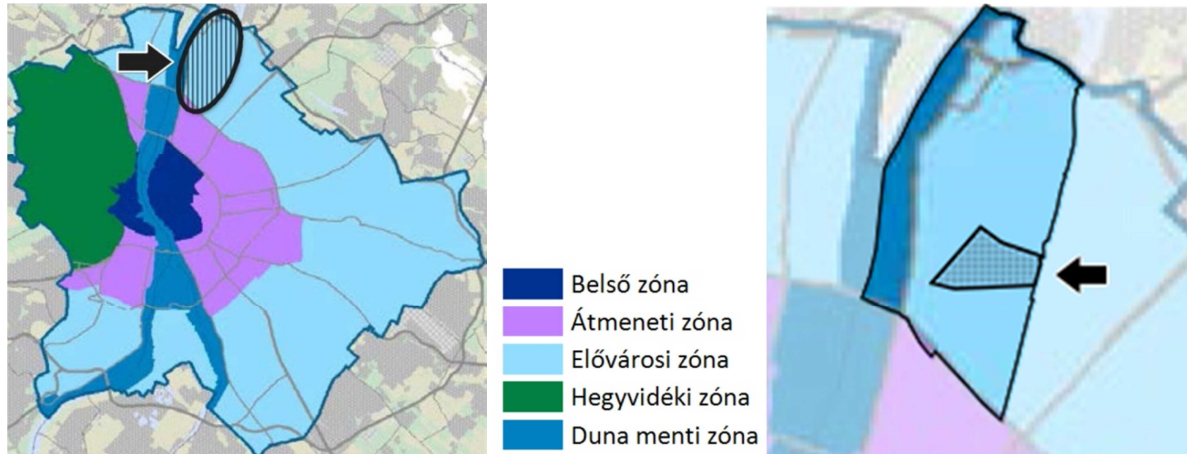 Belső zóna
Átmeneti zóna
Elővárosi zóna
Hegyvidéki zóna
Duna menti zóna